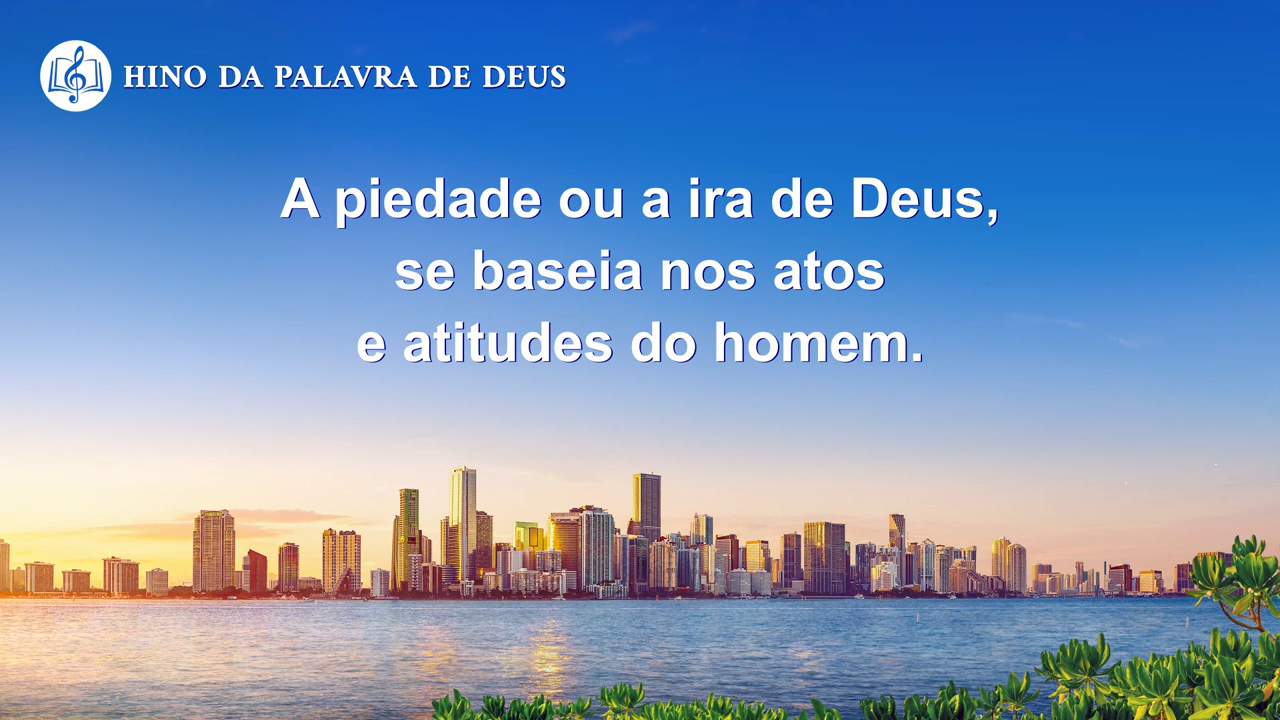 HINO DA PALAVRA DE DEUS
A piedade ou a ira de Deus,
se baseia nos atos
e atitudes do homem.